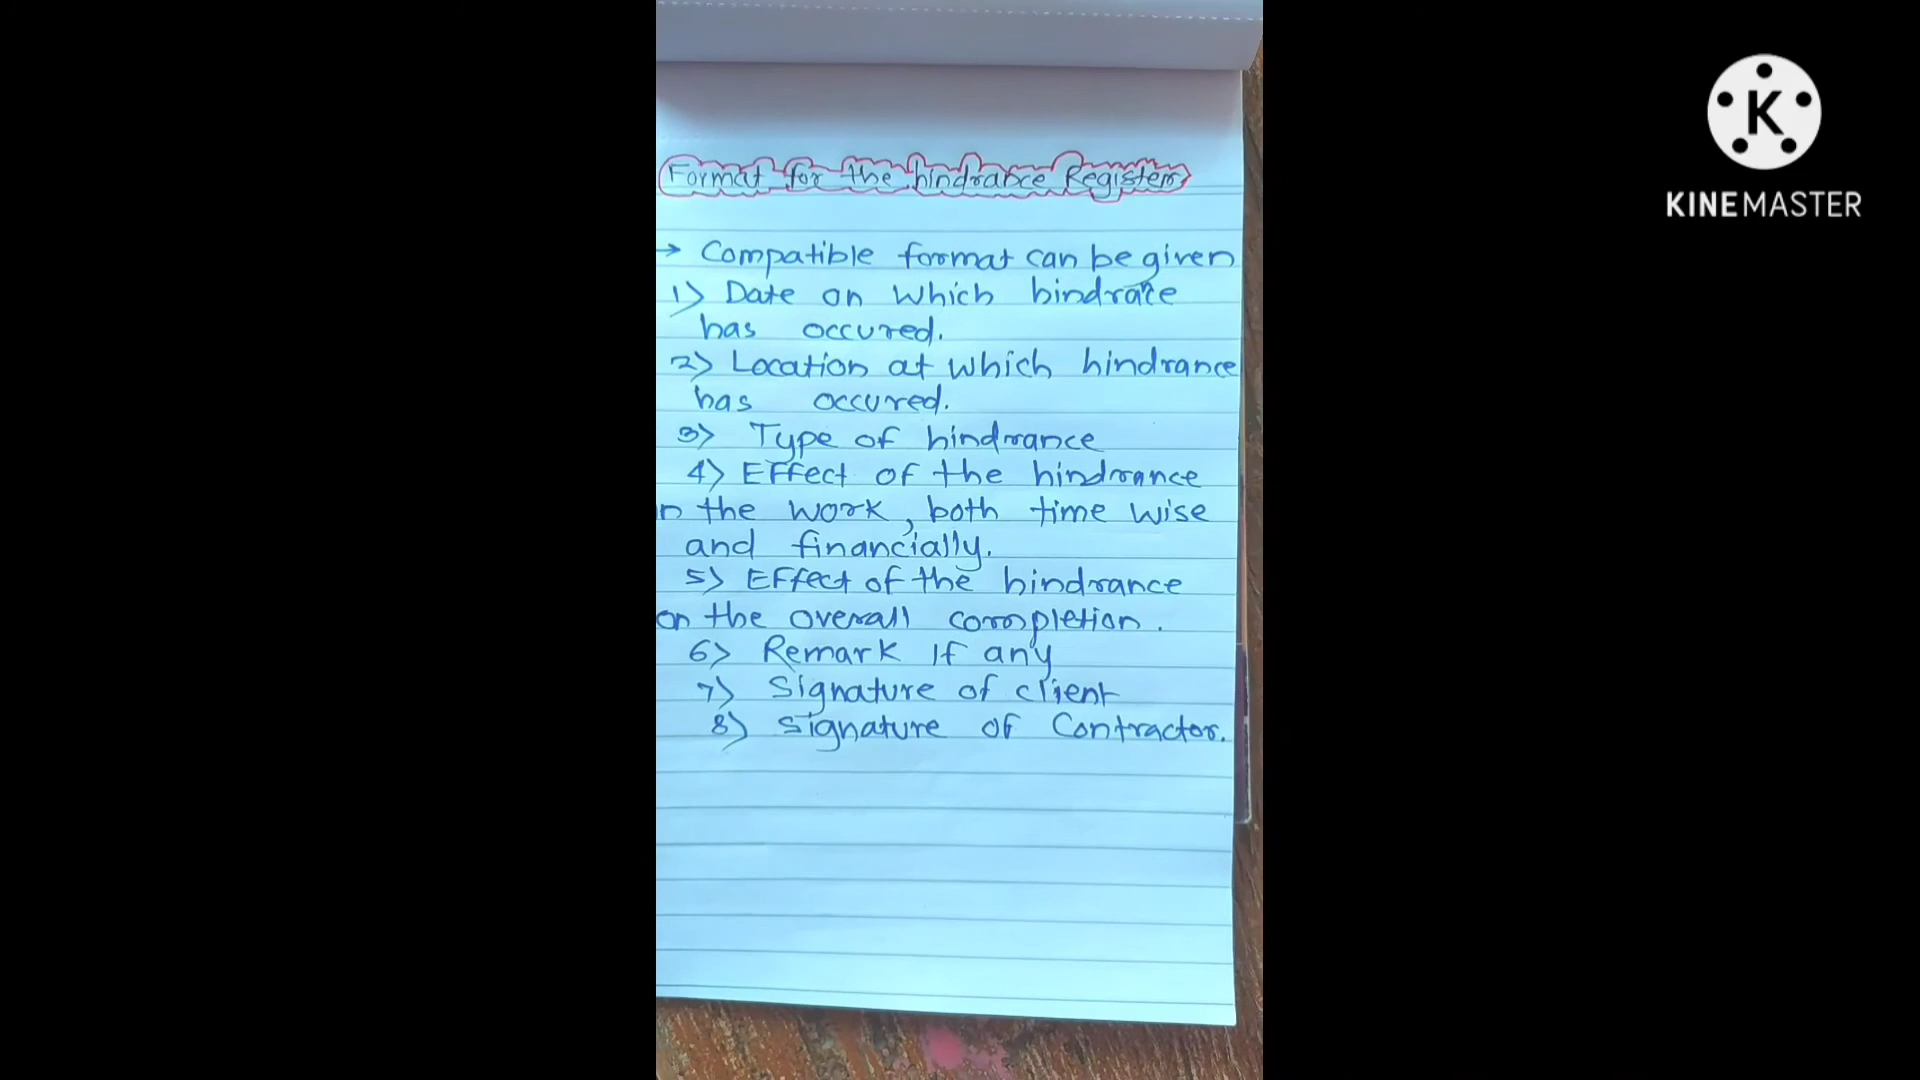 Format for the hindrance Register
→ Compatible format can be given
1) Date on which hindrance
has occured.
2) Location at which hindrance
has occured.
3) Type of hindrance
4) Effect of the hindrance
n the work, both time wise
and financially.
5) Effect of the hindrance
on the overall completion.
6) Remark If any
7) Signature of client
8) Signature of Contractor.
K
KINEMASTER